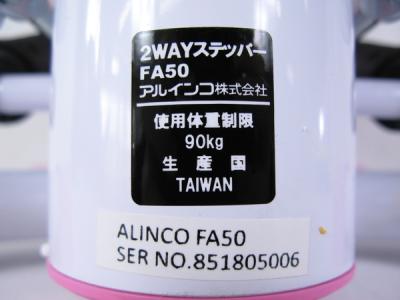 2WAYステッパー
FA50
アルインコ株式会社
使用体重制限
90kg
生産国
TAIWAN
ALINCO FA50
SER NO.851805006